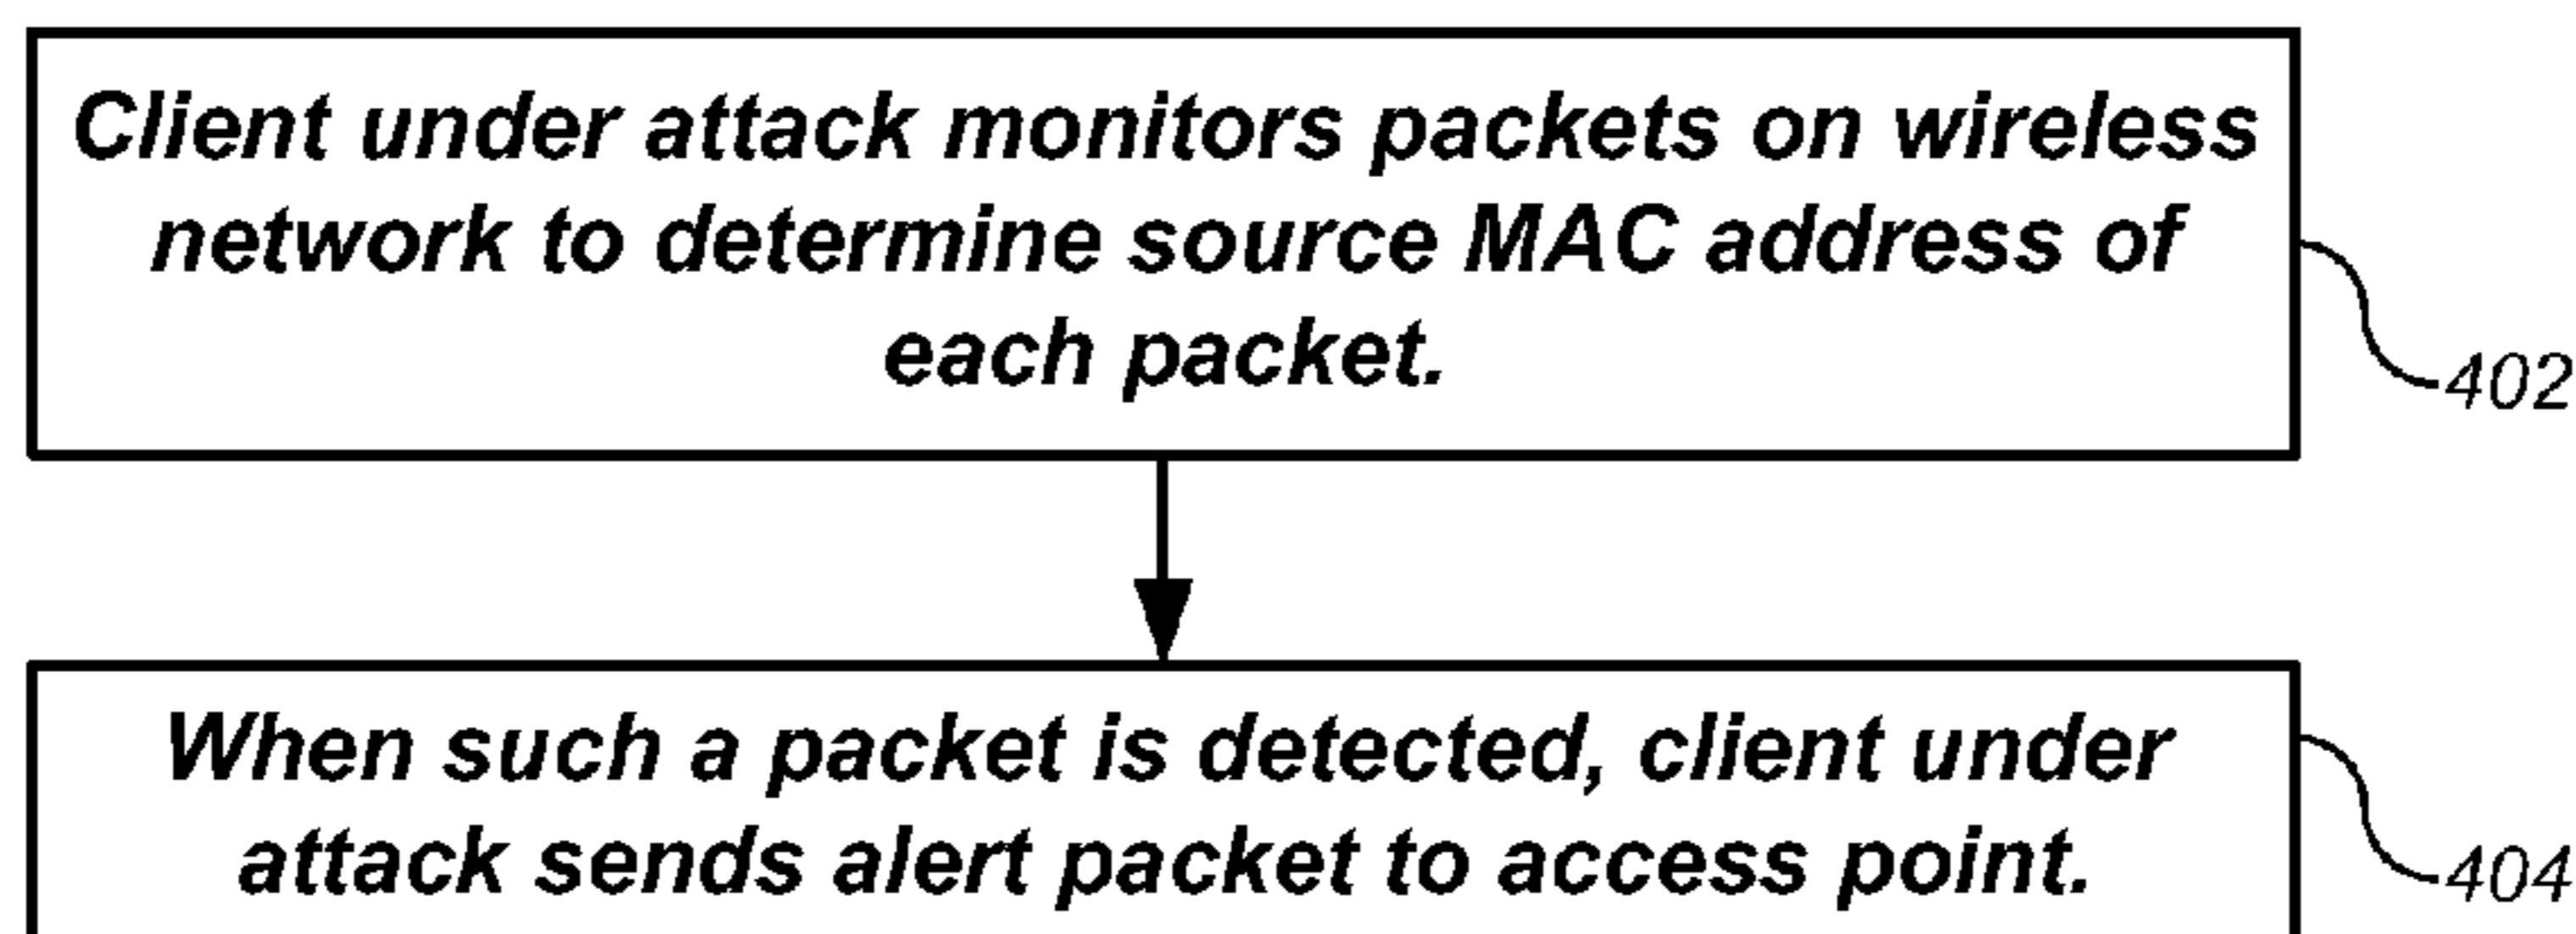 Client under attack monitors packets on wireless
network to determine source MAC address of
each packet.
402
When such a packet is detected, client under
attack sends alert packet to access point.
404